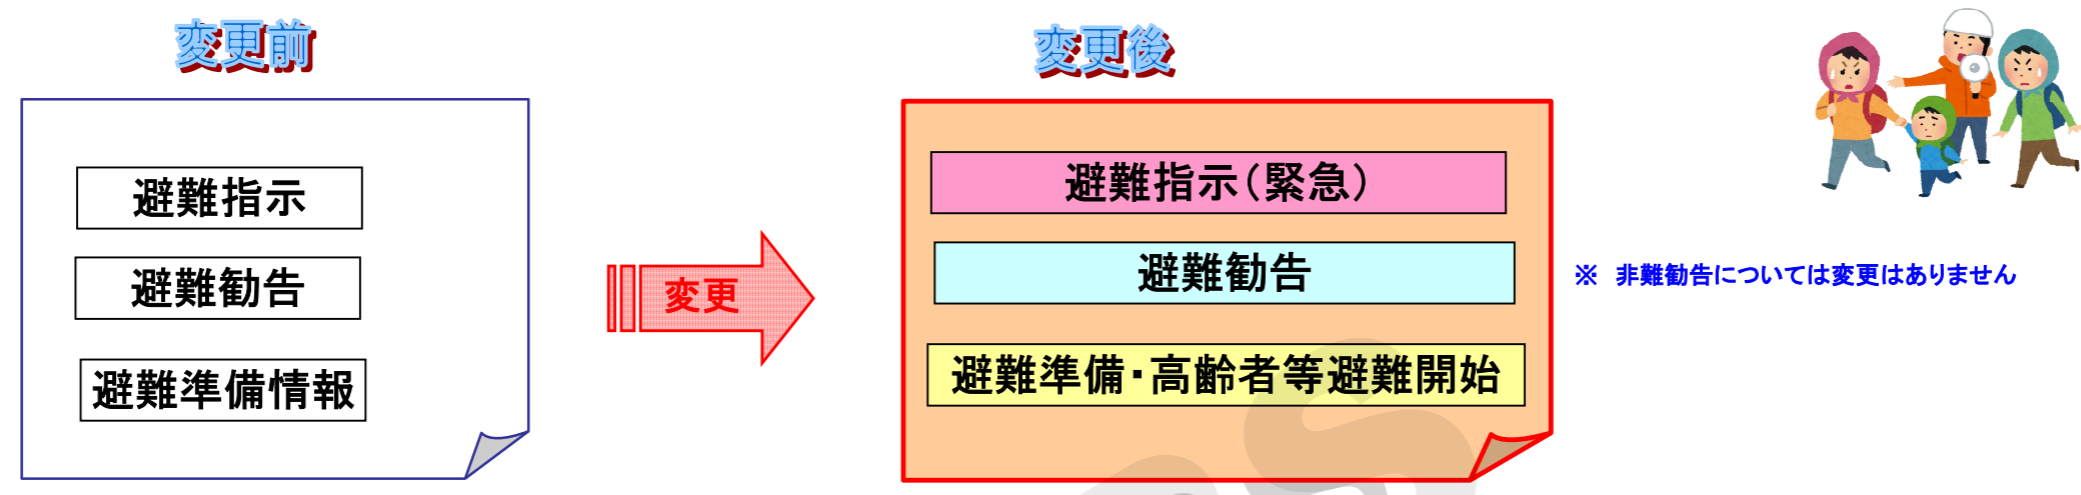 変更前
避難指示
避難勧告
避難準備情報
変更
変更後
避難指示（緊急）
避難勧告
避難準備・高齢者等避難開始
※　非難勧告については変更はありません